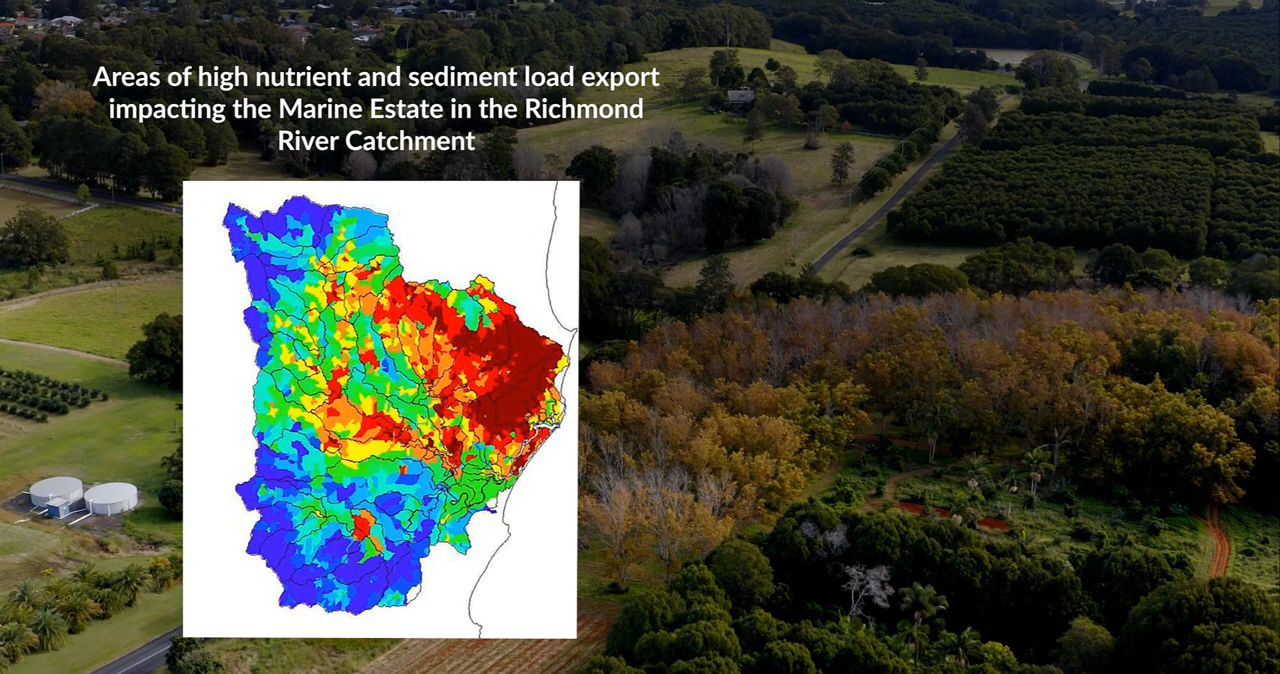 Areas of high nutrient and sediment load export
impacting the Marine Estate in the Richmond
River Catchment